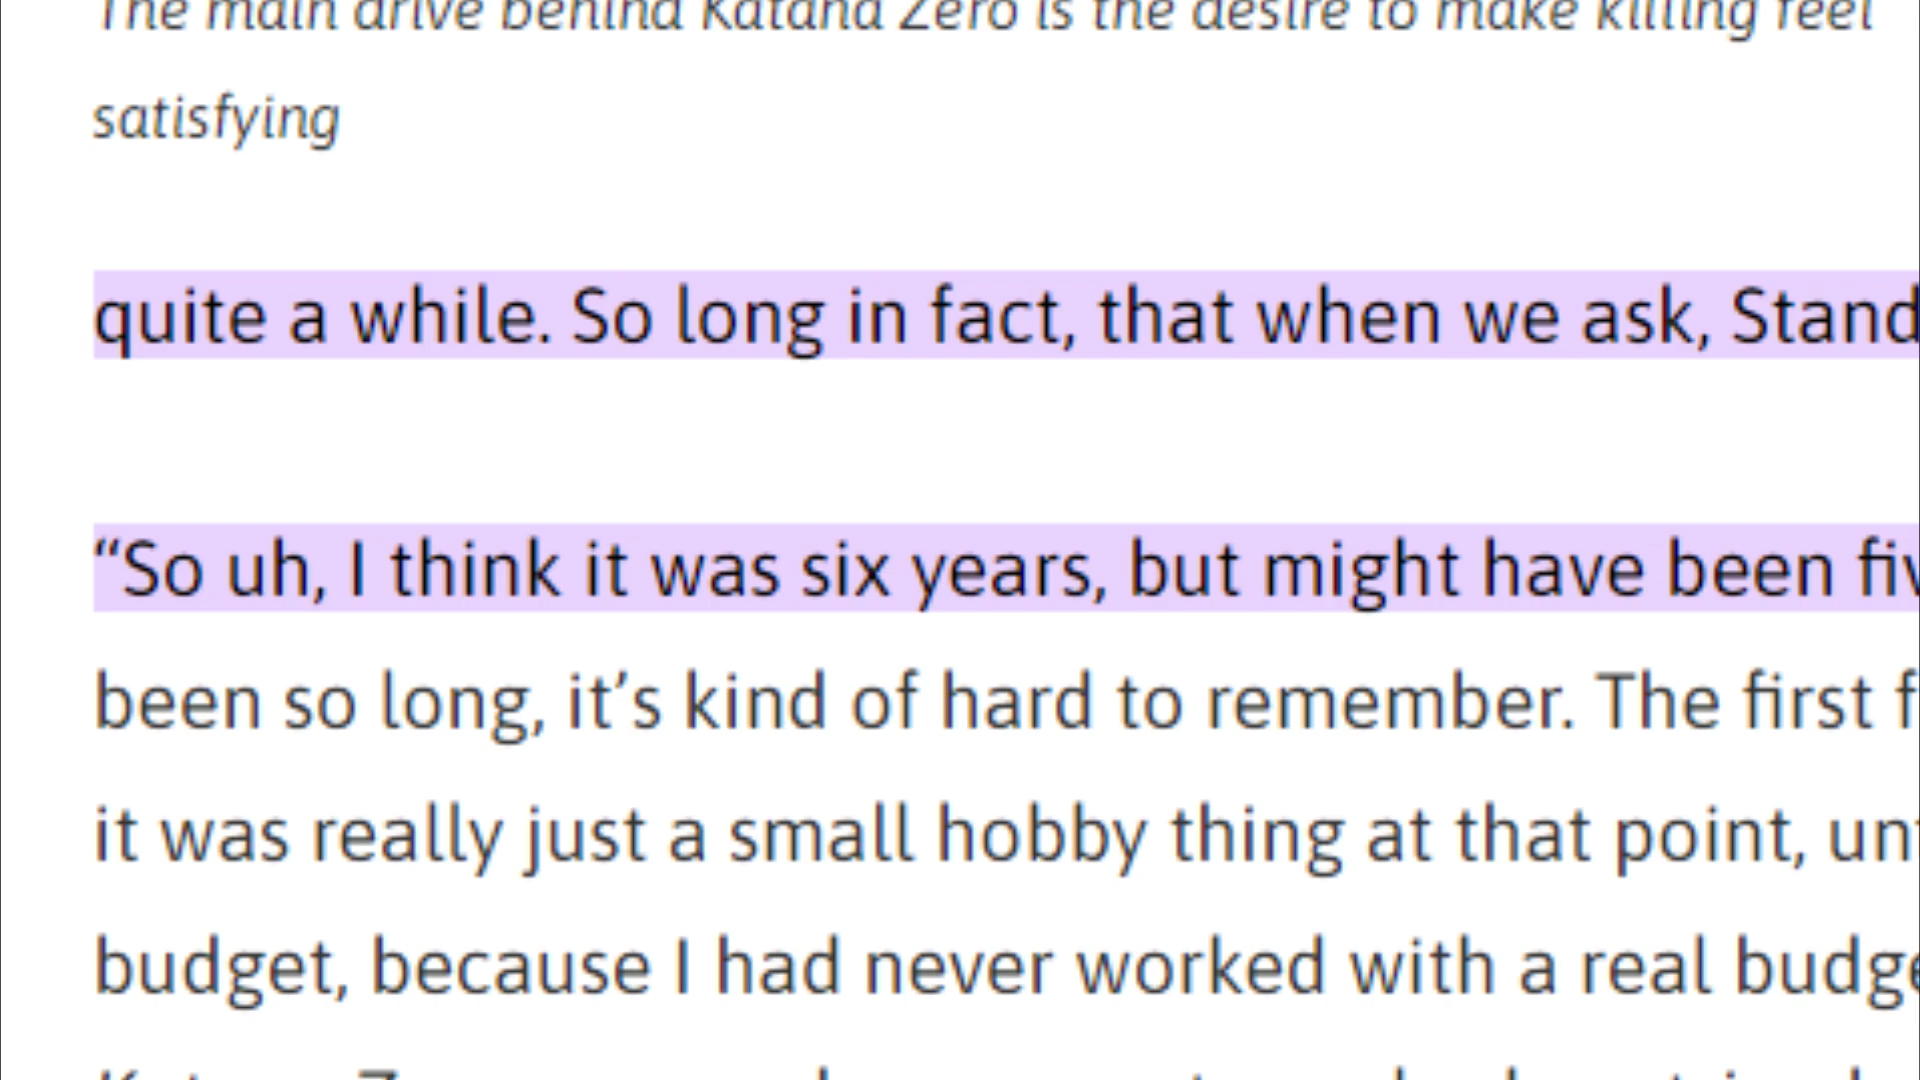 The main drive behind Katana Zero is the desire to make killing feel
satisfying
quite a while. So long in fact, that when we ask, Stand
“So uh, I think it was six years, but might have been fiv
been so long, it’s kind of hard to remember. The first f
it was really just a small hobby thing at that point, unt
budget, because I had never worked with a real budge